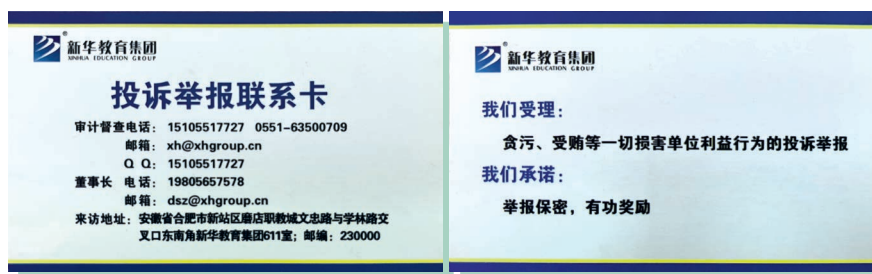 新华教育集团
XINHUA EDUCATION GROUP
投诉举报联系卡
审计督查电话： 15105517727 0551-63500709
邮箱： xh@xhgroup.cn
Q Q： 15105517727
董事长 电话： 19805657578
邮箱： dsz@xhgroup.cn
来访地址：安徽省合肥市新站区磨店职教城文忠路与学林路交
叉口东南角新华教育集团611室；邮编：230000
新华教育集团
XINHUA EDUCATION GROUP
我们受理：
贪污、受贿等一切损害单位利益行为的投诉举报
我们承诺：
举报保密，有功奖励